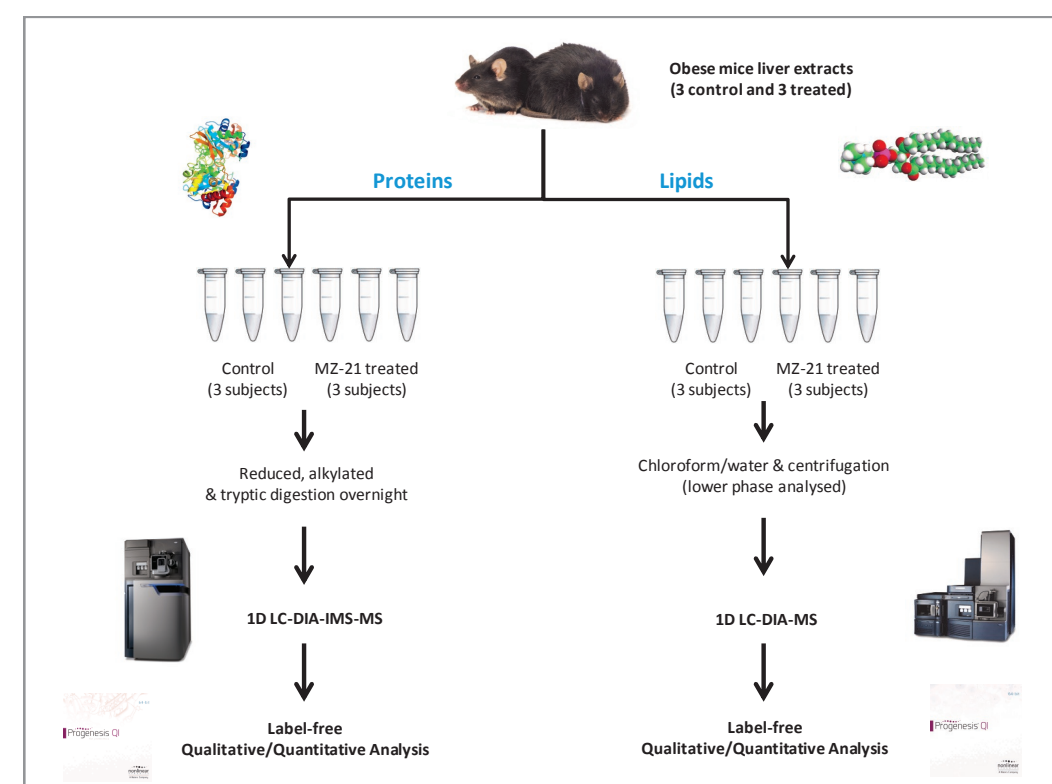 Obese mice liver extracts
(3 control and 3 treated)
Proteins
Lipids
Control
(3 subjects)
MZ-21 treated
(3 subjects)
Control
(3 subjects)
MZ-21 treated
(3 subjects)
Reduced, alkylated
& tryptic digestion overnight
Chloroform/water & centrifugation
(lower phase analysed)
1D LC-DIA-IMS-MS
1D LC-DIA-MS
Progenesis QI
nonlinear
Label-free
Qualitative/Quantitative Analysis
Label-free
Qualitative/Quantitative Analysis
Progenesis QI
nonlinear